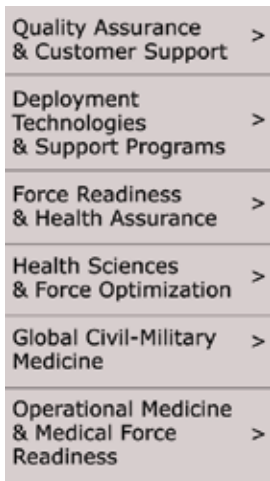 Quality Assurance
& Customer Support >
Deployment
Technologies >
& Support Programs
Force Readiness
& Health Assurance >
Health Sciences
& Force Optimization >
Global Civil-Military >
Medicine
Operational Medicine
& Medical Force >
Readiness